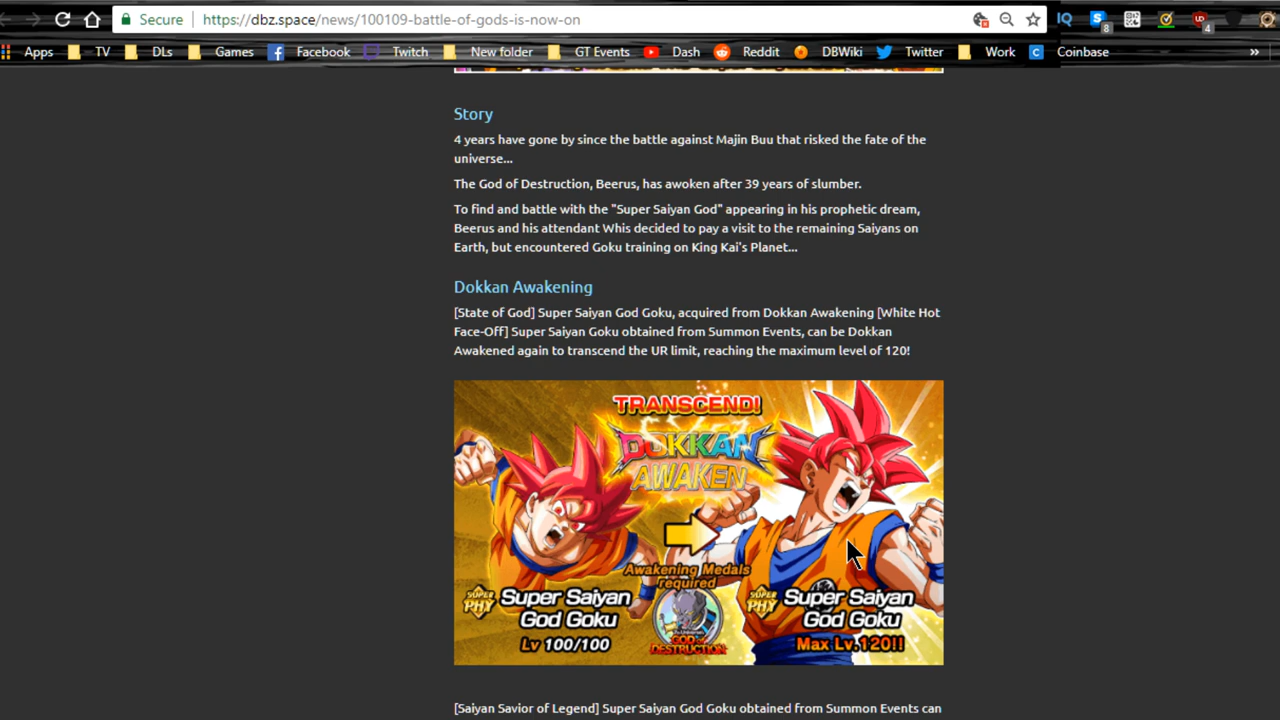 Secure https://dbz.space/news/100109-battle-of-gods-is-now-on
IQ 8 UD 4
Apps TV DLs Games Facebook Twitch New folder GT Events Dash Reddit DBWiki Twitter Work C Coinbase »
Story
4 years have gone by since the battle against Majin Buu that risked the fate of the
universe...
The God of Destruction, Beerus, has awoken after 39 years of slumber.
To find and battle with the "Super Saiyan God" appearing in his prophetic dream,
Beerus and his attendant Whis decided to pay a visit to the remaining Saiyans on
Earth, but encountered Goku training on King Kai's Planet...
Dokkan Awakening
[State of God] Super Saiyan God Goku, acquired from Dokkan Awakening [White Hot
Face-Off] Super Saiyan Goku obtained from Summon Events, can be Dokkan
Awakened again to transcend the UR limit, reaching the maximum level of 120!
TRANSCEND!
DOKKAN
AWAKEN
Awakening Medals
required
SUPER PHY Super Saiyan
God Goku
Lv 100/100
GOD OF
DESTRUCTION
SUPER PHY Super Saiyan
God Goku
Max Lv.120!!
[Saiyan Savior of Legend] Super Saiyan God Goku obtained from Summon Events can